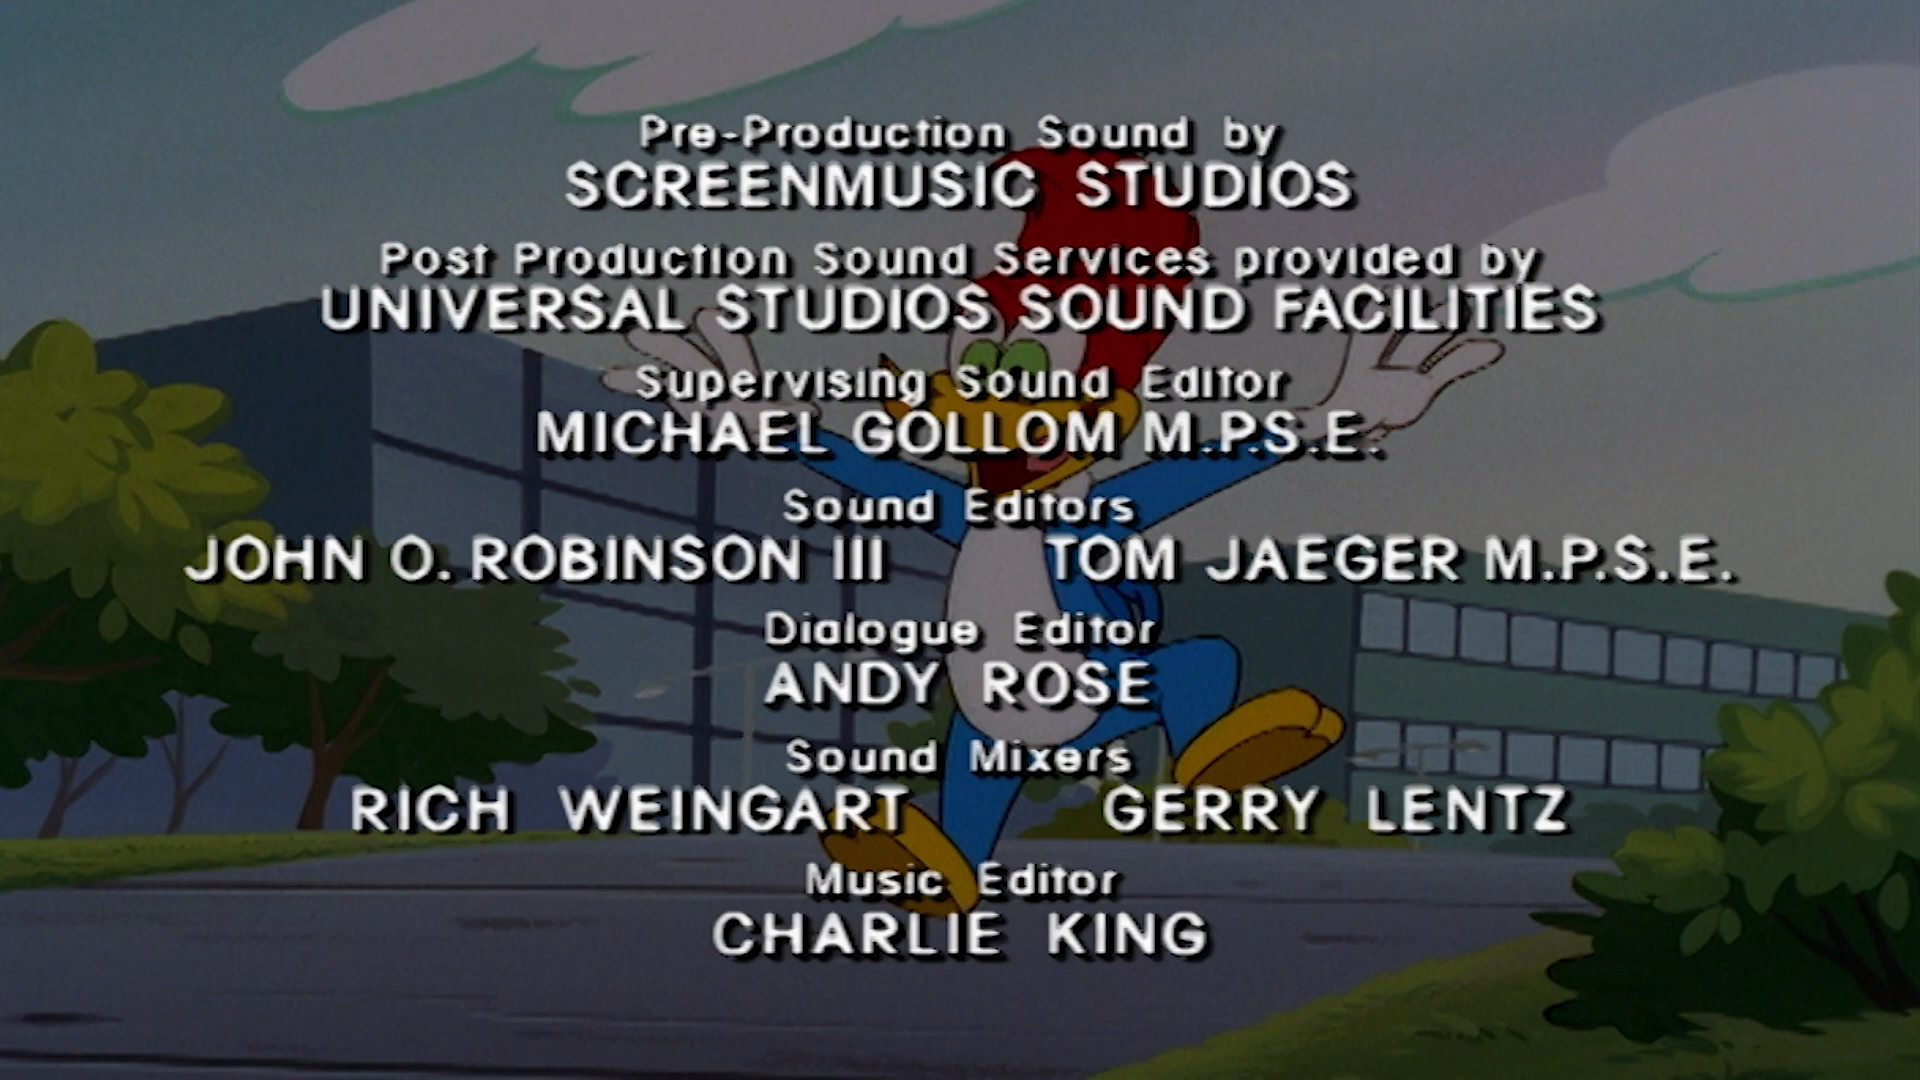 Pre-Production Sound by
SCREENMUSIC STUDIOS
Post Production Sound Services provided by
UNIVERSAL STUDIOS SOUND FACILITIES
Supervising Sound Editor
MICHAEL GOLLOM M.P.S.E.
Sound Editors
JOHN O. ROBINSON III TOM JAEGER M.P.S.E.
Dialogue Editor
ANDY ROSE
Sound Mixers
RICH WEINGART GERRY LENTZ
Music Editor
CHARLIE KING